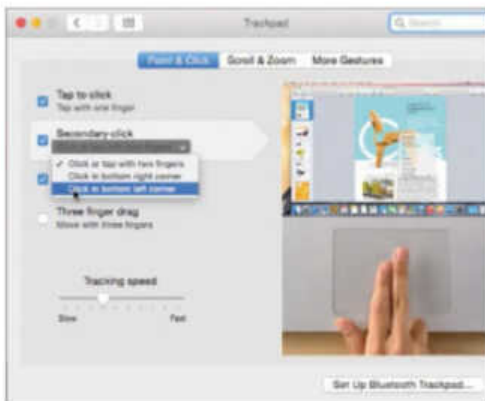 Trackpad
Search
Point & Click
Scroll & Zoom
More Gestures
Tap to click
Tap with one finger
Secondary click
Click or tap with two fingers
Click in bottom right corner
Click in bottom left corner
Three finger drag
Move with three fingers
Tracking speed
Slow
Fast
Set Up Bluetooth Trackpad...